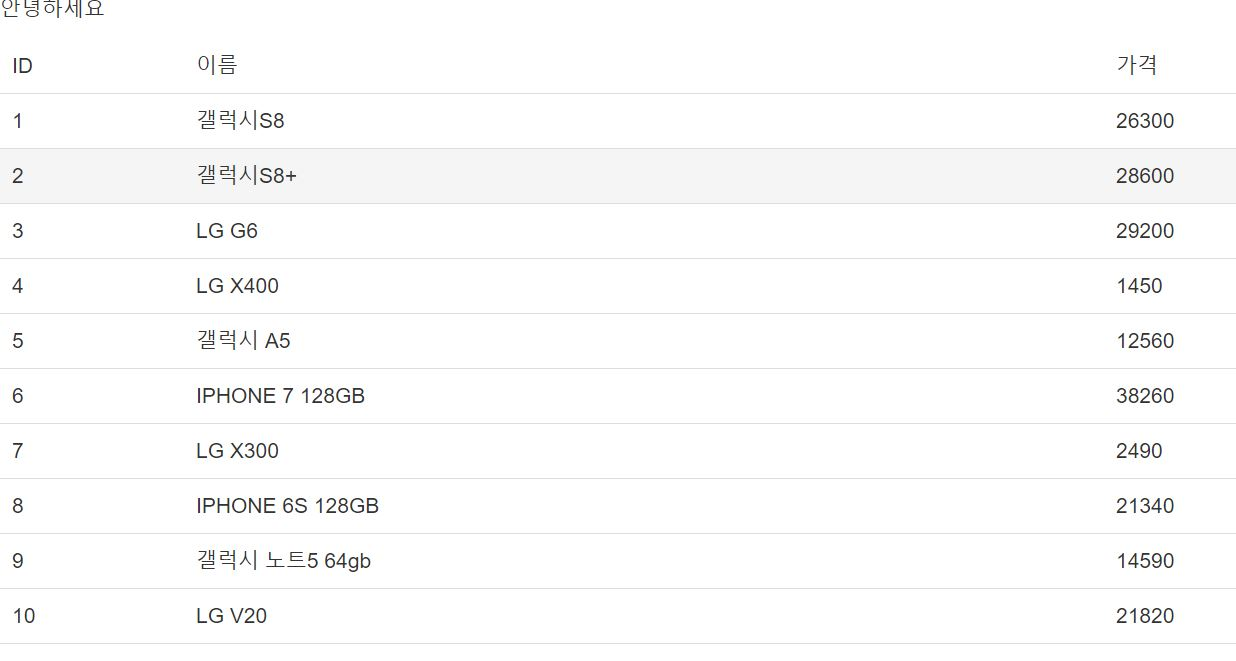 안녕하세요
ID 이름 가격
1 갤럭시S8 26300
2 갤럭시S8+ 28600
3 LG G6 29200
4 LG X400 1450
5 갤럭시 A5 12560
6 IPHONE 7 128GB 38260
7 LG X300 2490
8 IPHONE 6S 128GB 21340
9 갤럭시 노트5 64gb 14590
10 LG V20 21820